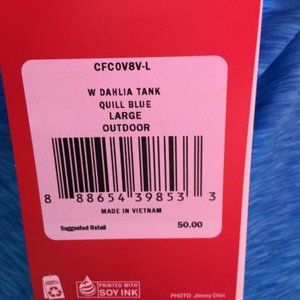 CFC0V8V-L
W DAHLIA TANK
QUILL BLUE
LARGE
OUTDOOR
8 88654 39853 3
MADE IN VIETNAM
Suggested Retail 50.00
100%
PRINTED WITH
SOY INK
PHOTO: Jimmy Chin